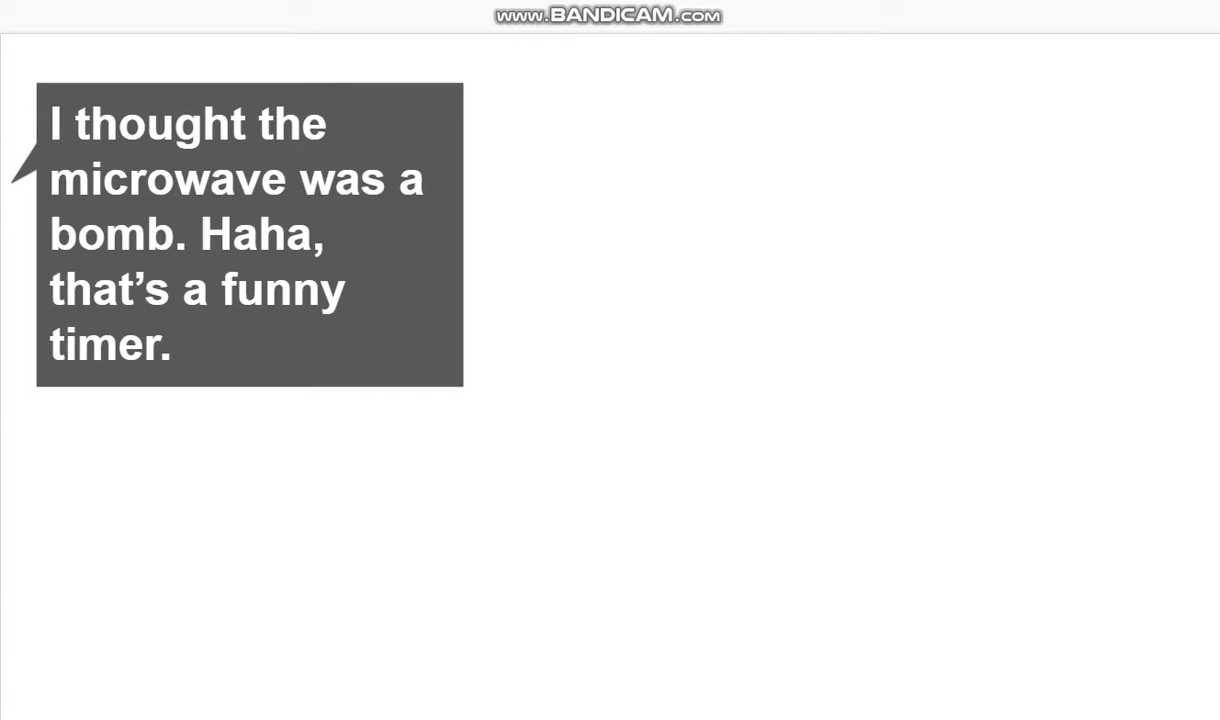 www.BANDICAM.com
I thought the
microwave was a
bomb. Haha,
that’s a funny
timer.